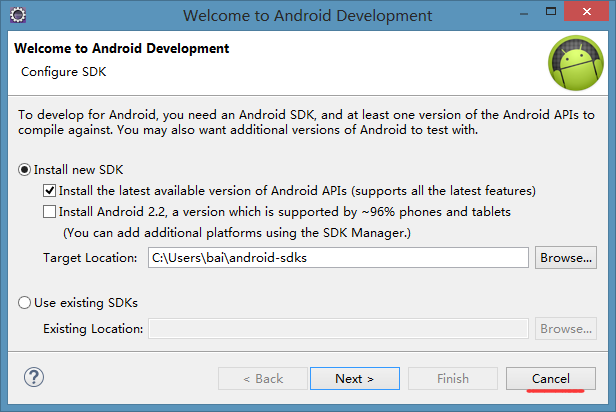 Welcome to Android Development
Welcome to Android Development
Configure SDK
To develop for Android, you need an Android SDK, and at least one version of the Android APIs to
compile against. You may also want additional versions of Android to test with.
Install new SDK
Install the latest available version of Android APIs (supports all the latest features)
Install Android 2.2, a version which is supported by ~96% phones and tablets
(You can add additional platforms using the SDK Manager.)
Target Location: C:\Users\bai\android-sdks Browse...
Use existing SDKs
Existing Location: Browse...
? < Back Next > Finish Cancel